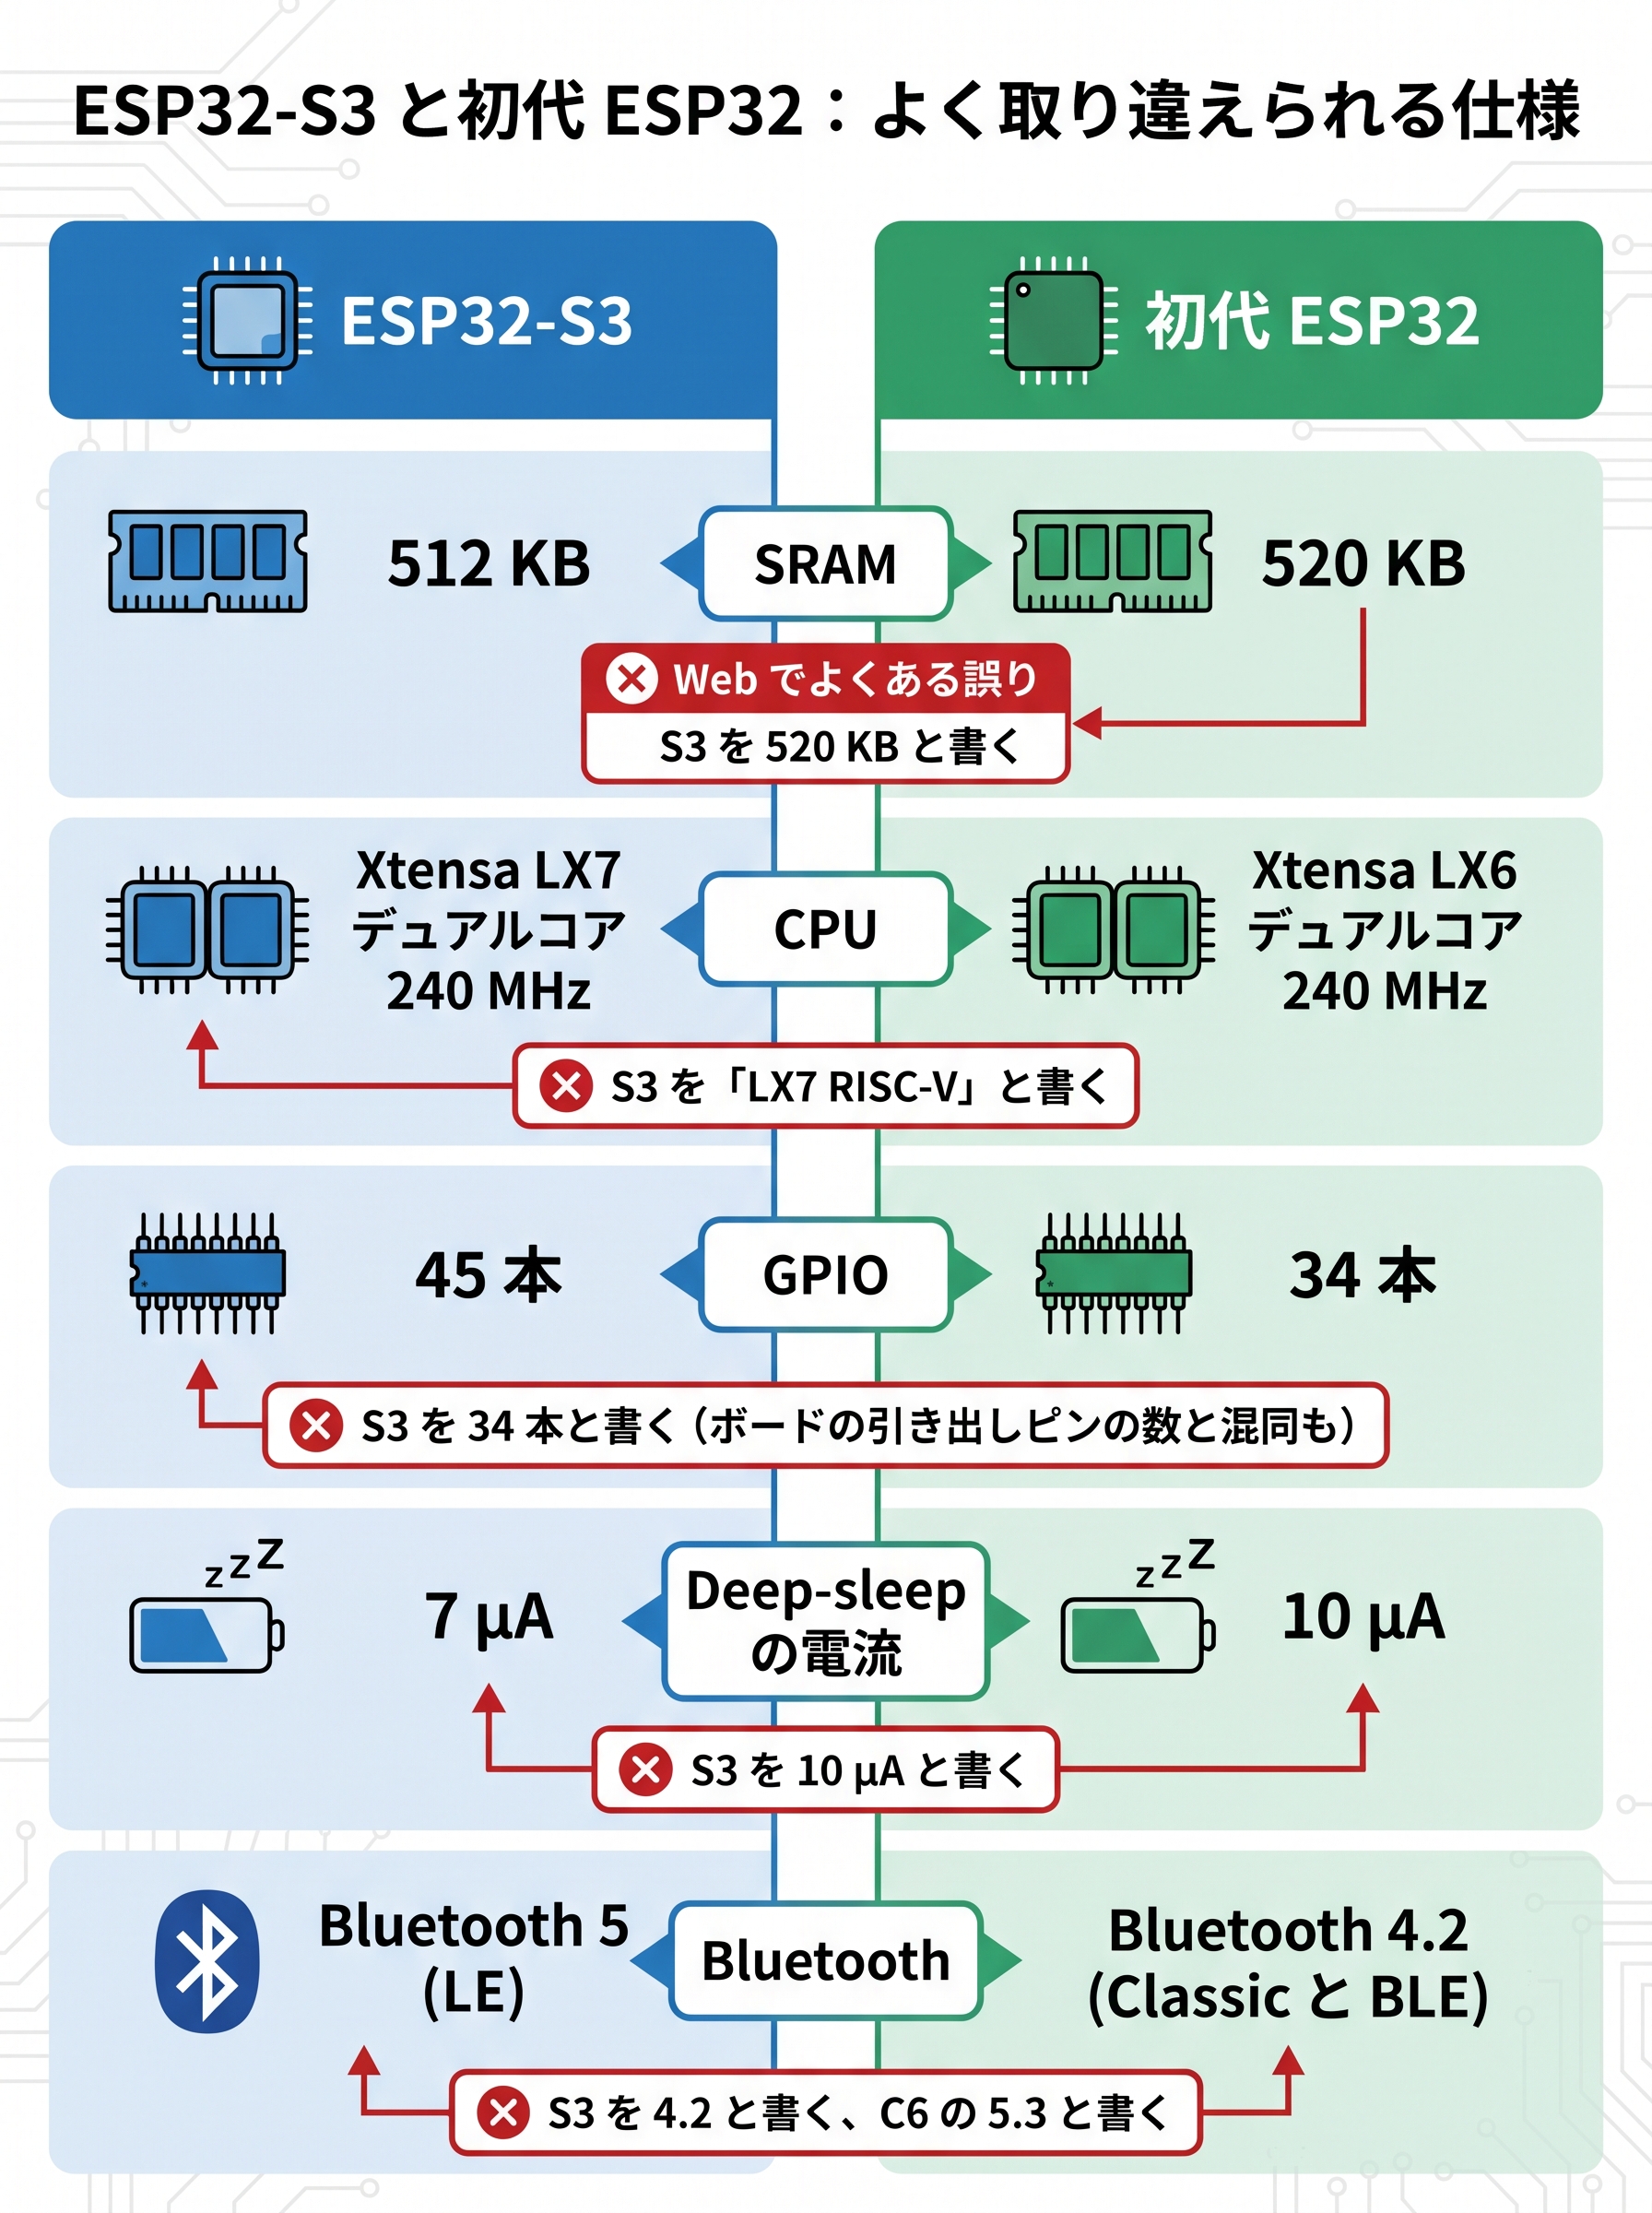 ESP32-S3 と初代 ESP32：よく取り違えられる仕様
ESP32-S3
初代 ESP32
512 KB
SRAM
520 KB
Web でよくある誤り
S3 を 520 KB と書く
Xtensa LX7
デュアルコア
240 MHz
CPU
Xtensa LX6
デュアルコア
240 MHz
S3 を「LX7 RISC-V」と書く
45 本
GPIO
34 本
S3 を 34 本と書く（ボードの引き出しピンの数と混同も）
z z Z
7 µA
Deep-sleep
の電流
z z Z
10 µA
S3 を 10 µA と書く
Bluetooth 5
(LE)
Bluetooth
Bluetooth 4.2
(Classic と BLE)
S3 を 4.2 と書く、C6 の 5.3 と書く